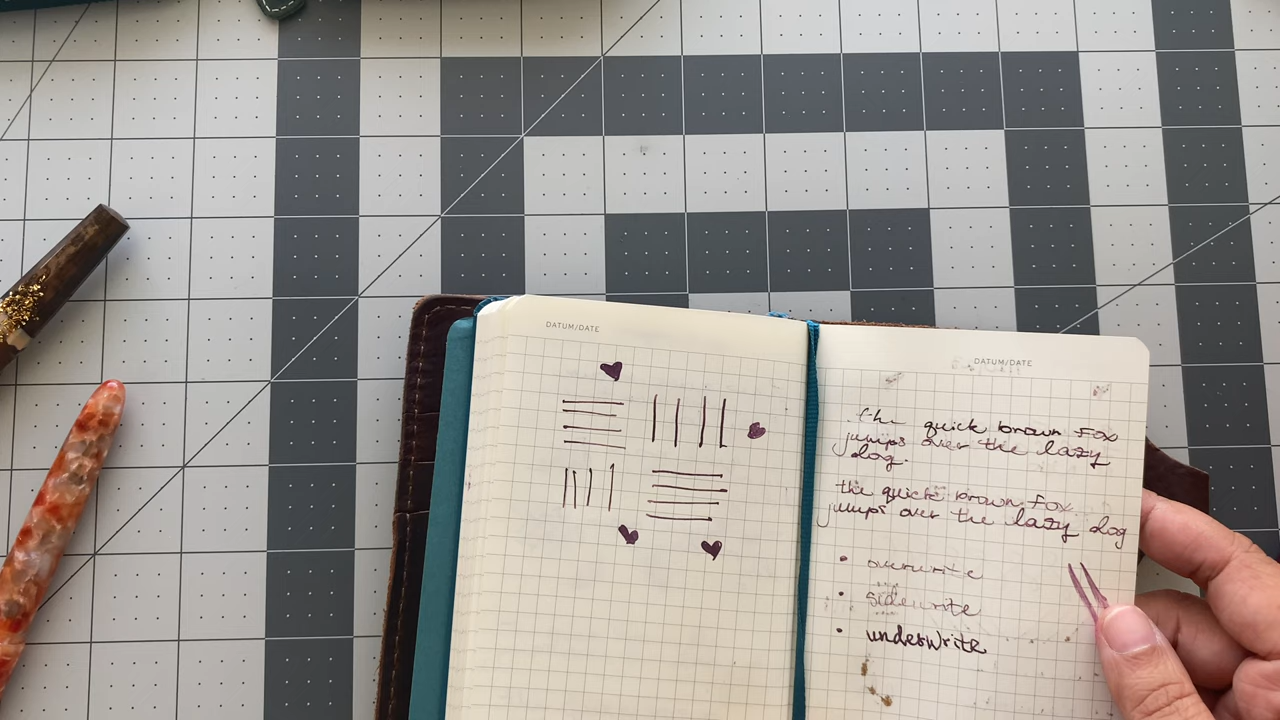 DATUM/DATE
DATUM/DATE
The quick brown fox
jumps over the lazy
dog.
the quick brown fox
jumps over the lazy dog
• overwrite
• sidewrite
• underwrite